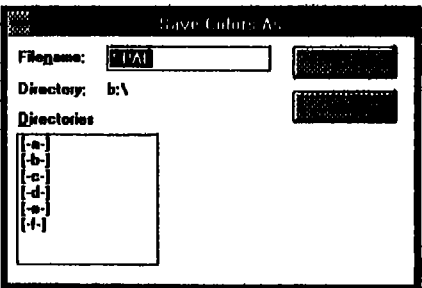 Save Colors As
Filename: *.PAL
Directory: b:\
Directories
[-a-]
[-b-]
[-c-]
[-d-]
[-e-]
[-f-]